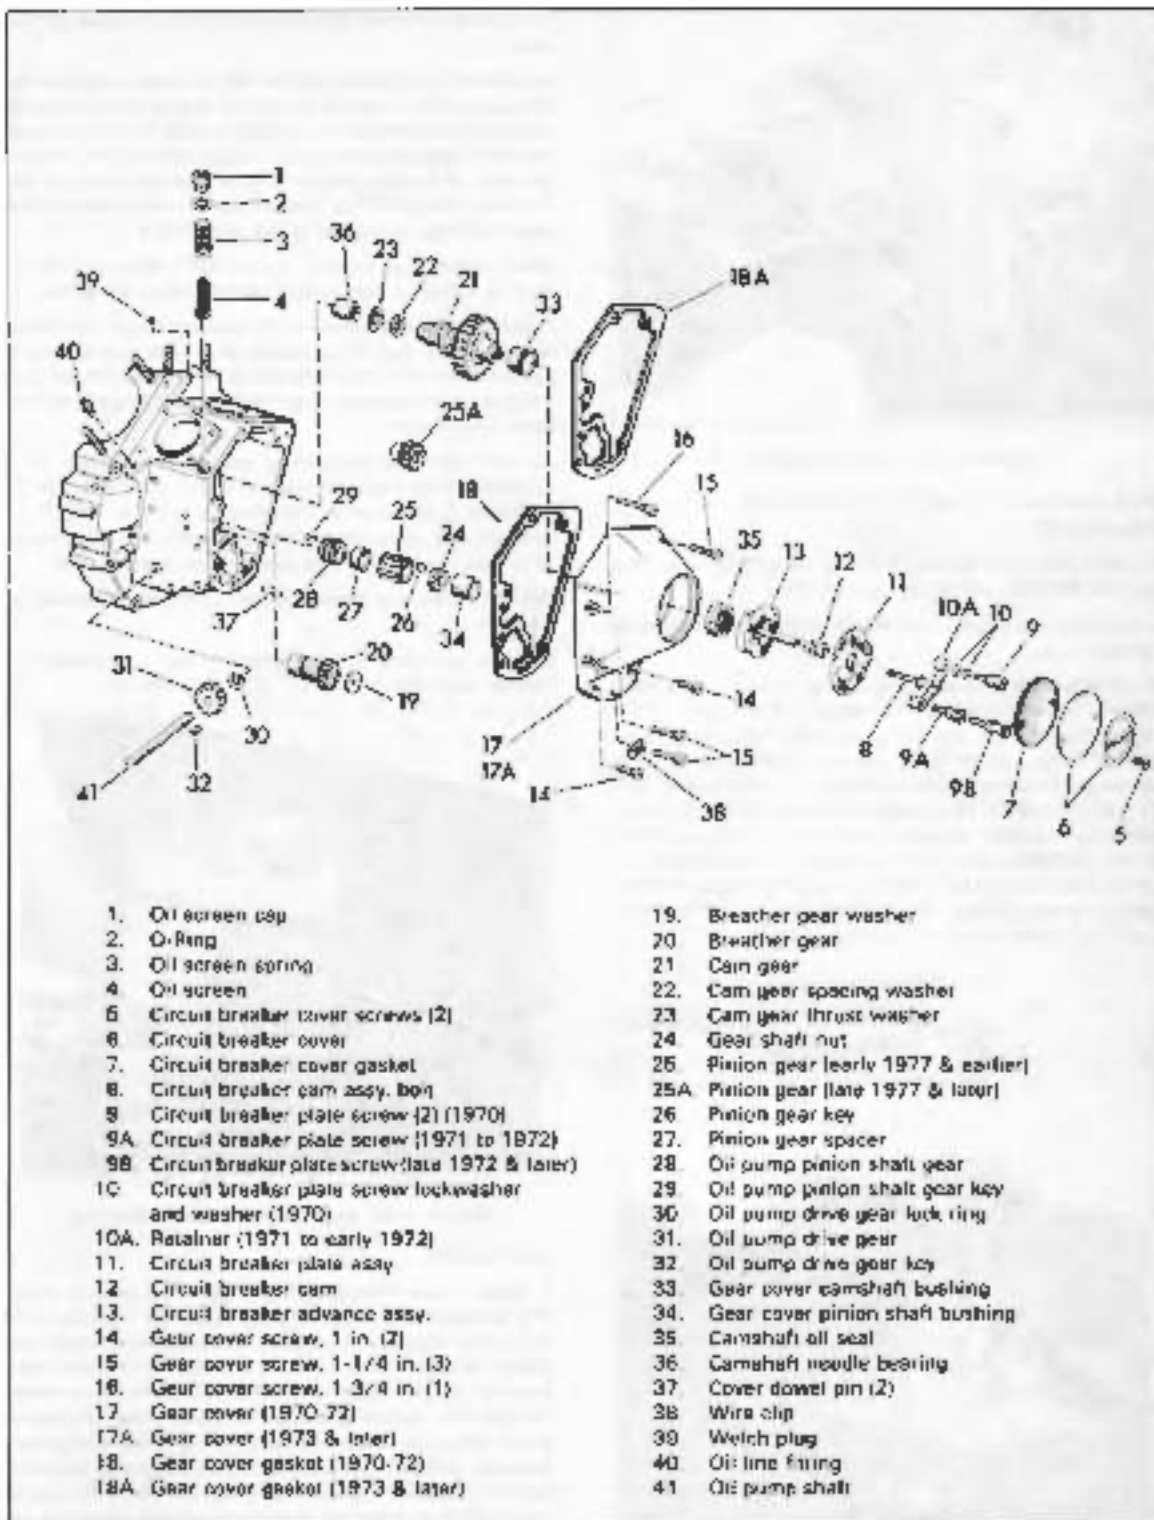 1
2
3
36
23
22
21
18A
39
4
33
40
25A
16
18
15
29
25
24
35
13
12
11
10A
10
9
28
27
26
34
37
20
31
19
14
30
17
17A
15
8
9A
9B
41
32
14
38
7
6
5
1. Oil screen cap
2. O-Ring
3. Oil screen spring
4. Oil screen
5 Circuit breaker cover screws (2)
6 Circuit breaker cover
7. Circuit breaker cover gasket
8. Circuit breaker cam assy. bolt
9 Circuit breaker plate screw (2) (1970)
9A. Circuit breaker plate screw (1971 to 1972)
9B Circuit breaker plate screw (late 1972 & later)
10 Circuit breaker plate screw lockwasher
and washer (1970)
10A. Retainer (1971 to early 1972)
11. Circuit breaker plate assy
12 Circuit breaker cam
13. Circuit breaker advance assy.
14. Gear cover screw, 1 in. (2)
15 Gear cover screw, 1-1/4 in. (3)
16. Gear cover screw, 1-3/4 in. (1)
17. Gear cover (1970-72)
17A. Gear cover (1973 & later)
18. Gear cover gasket (1970-72)
18A. Gear cover gasket (1973 & later)
19. Breather gear washer
20 Breather gear
21 Cam gear
22. Cam gear spacing washer
23 Cam gear thrust washer
24 Gear shaft nut
25 Pinion gear (early 1977 & earlier)
25A. Pinion gear (late 1977 & later)
26 Pinion gear key
27. Pinion gear spacer
28 Oil pump pinion shaft gear
29 Oil pump pinion shaft gear key
30 Oil pump drive gear lock ring
31. Oil pump drive gear
32 Oil pump drive gear key
33 Gear cover camshaft bushing
34. Gear cover pinion shaft bushing
35 Camshaft oil seal
36. Camshaft needle bearing
37 Cover dowel pin (2)
38 Wire clip
39 Welch plug
40. Oil line fitting
41 Oil pump shaft